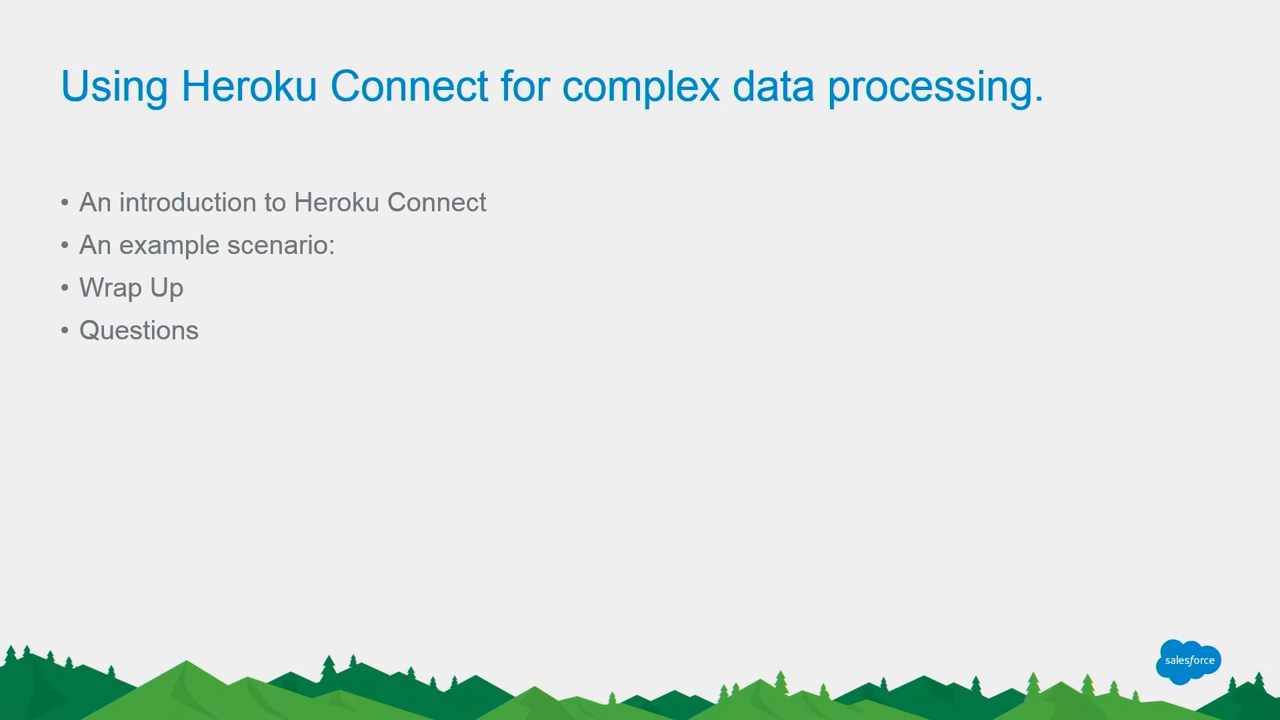 Using Heroku Connect for complex data processing.
• An introduction to Heroku Connect
• An example scenario:
• Wrap Up
• Questions
salesforce